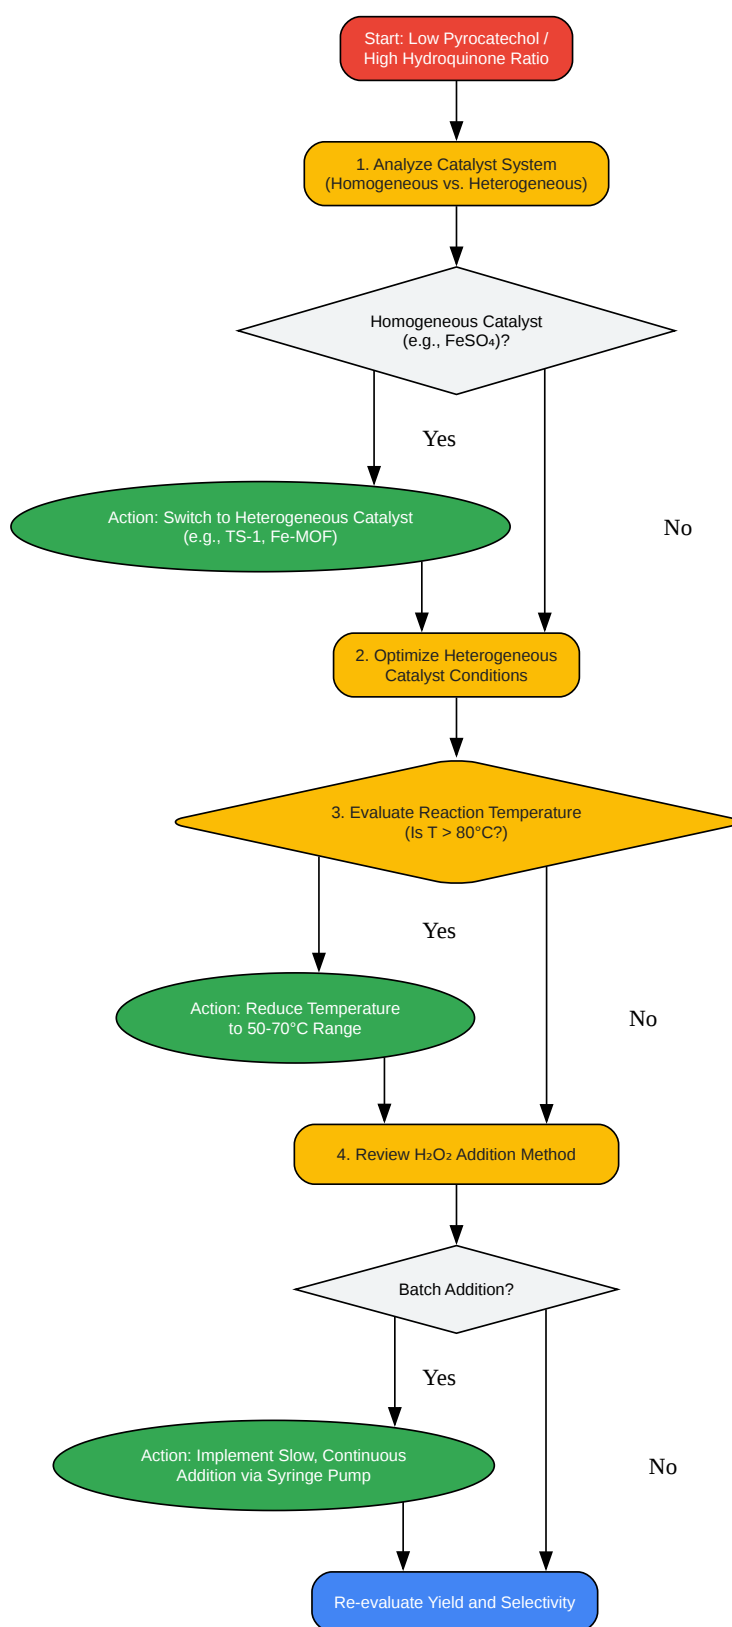 Start: Low Pyrocatechol /
High Hydroquinone Ratio
1. Analyze Catalyst System
(Homogeneous vs. Heterogeneous)
Homogeneous Catalyst
(e.g., FeSO₄)?
Yes
Action: Switch to Heterogeneous Catalyst
(e.g., TS-1, Fe-MOF)
No
2. Optimize Heterogeneous
Catalyst Conditions
3. Evaluate Reaction Temperature
(Is T > 80°C?)
Yes
Action: Reduce Temperature
to 50-70°C Range
No
4. Review H₂O₂ Addition Method
Batch Addition?
Yes
Action: Implement Slow, Continuous
Addition via Syringe Pump
No
Re-evaluate Yield and Selectivity